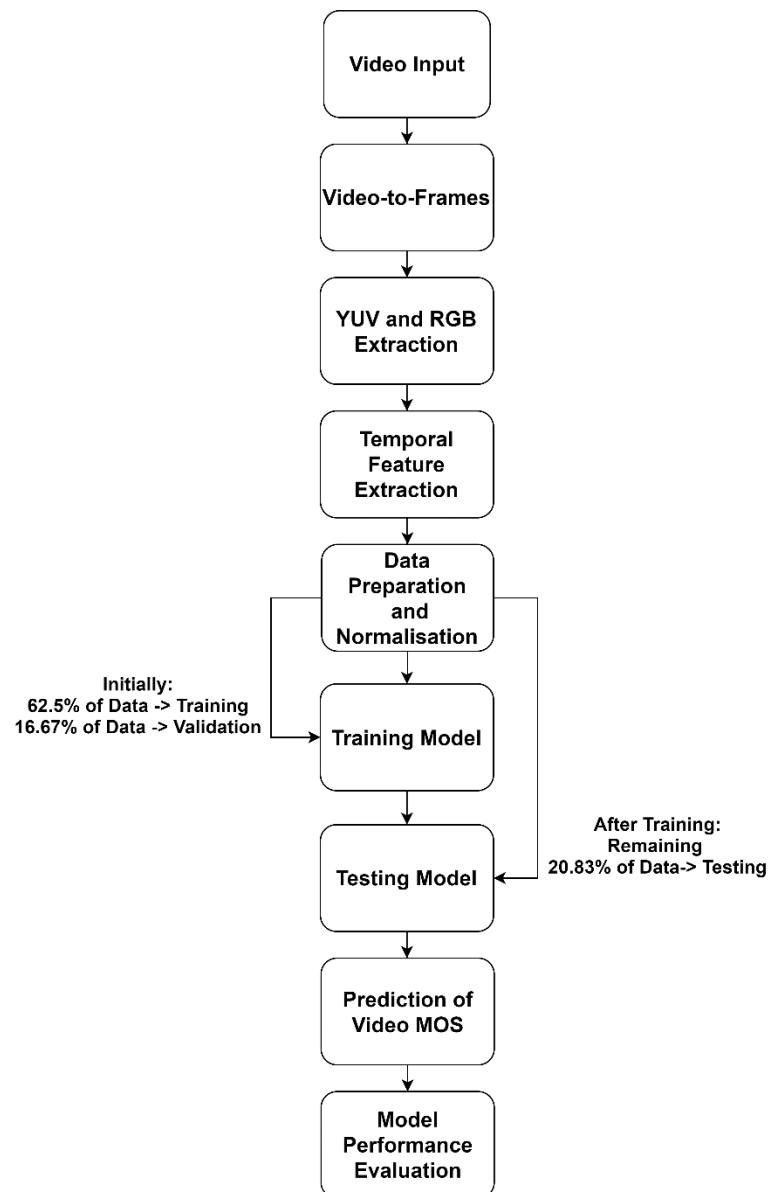 Video Input
Video-to-Frames
YUV and RGB
Extraction
Temporal
Feature
Extraction
Data
Preparation
and
Normalisation
Initially:
62.5% of Data -> Training
16.67% of Data -> Validation
Training Model
After Training:
Remaining
20.83% of Data-> Testing
Testing Model
Prediction of
Video MOS
Model
Performance
Evaluation